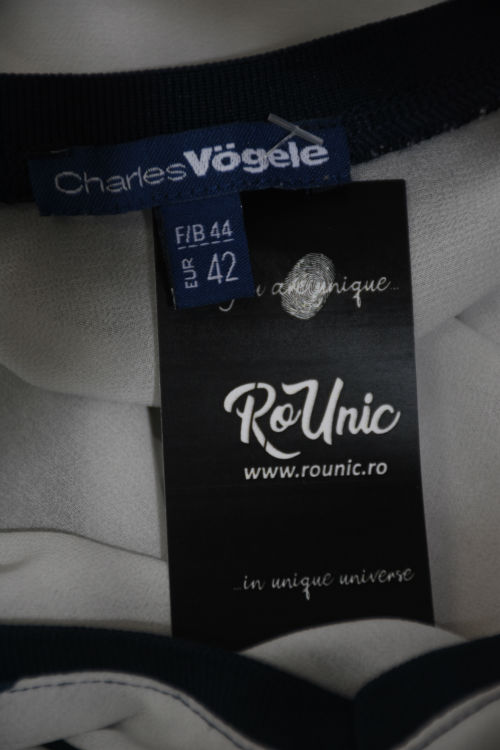 CharlesVögele
F/B 44
EUR 42
unique...
RoUnic
www.rounic.ro
...in unique universe